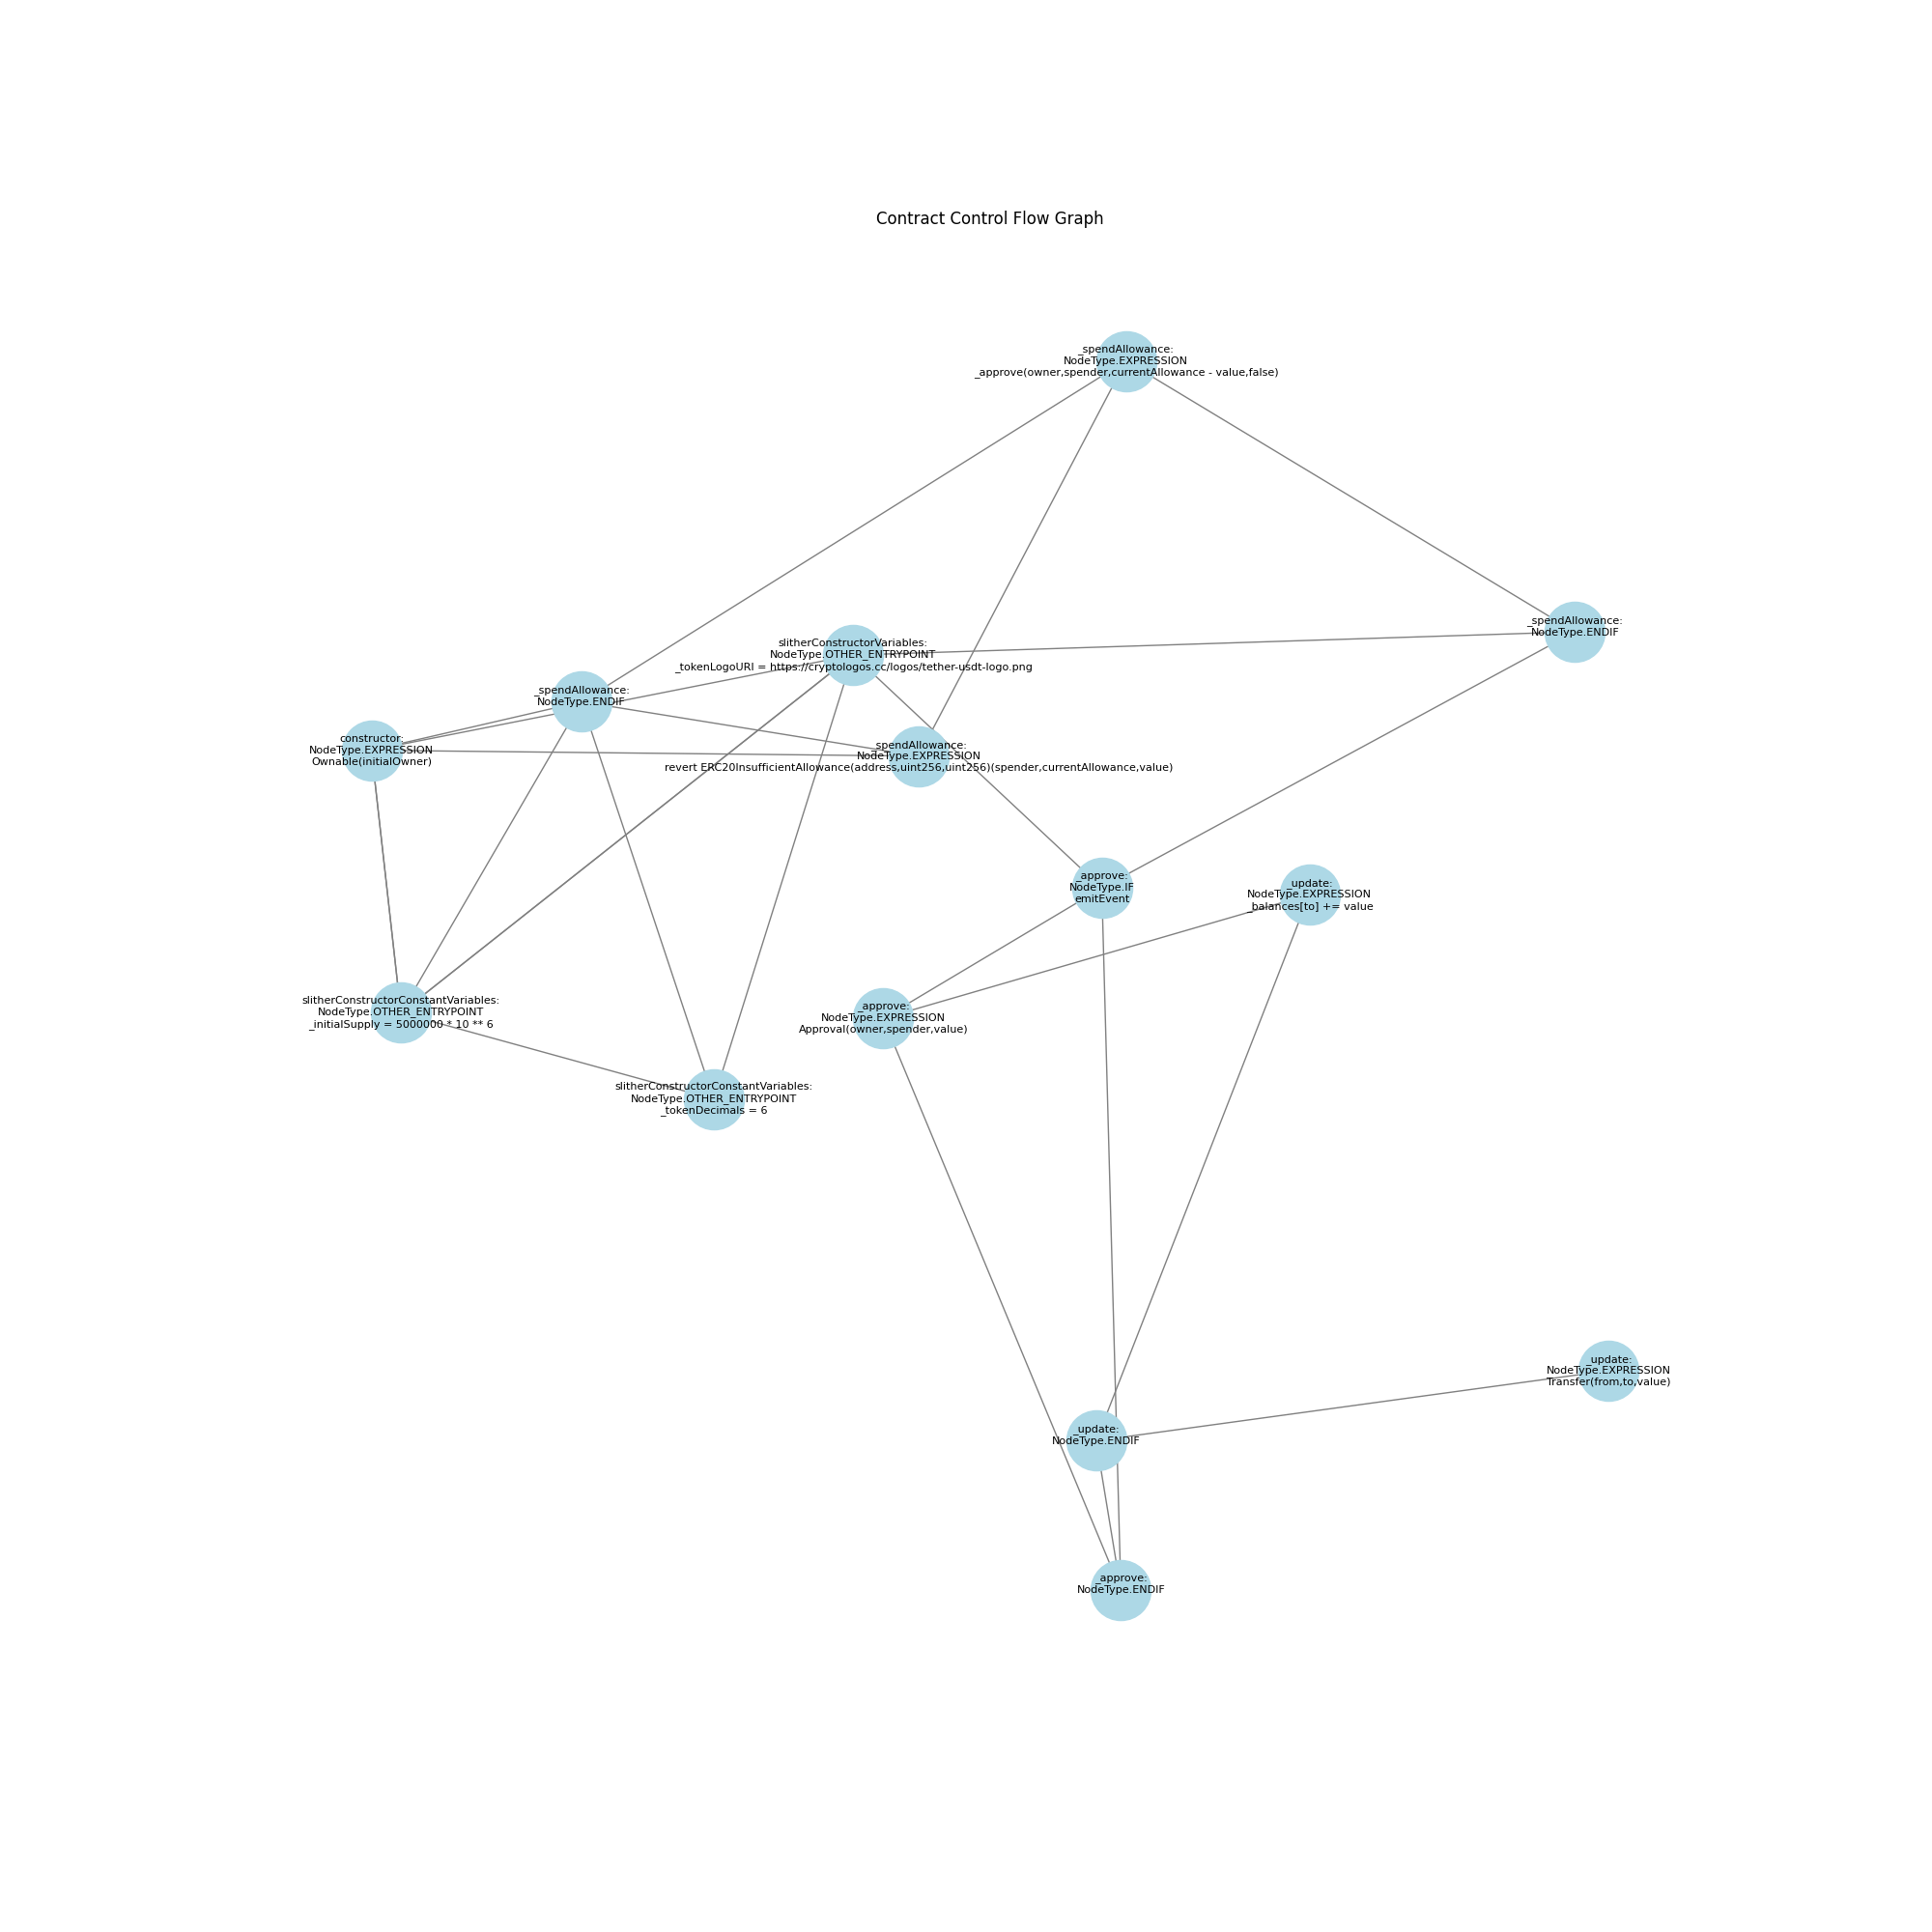 Contract Control Flow Graph
_spendAllowance:
NodeType.EXPRESSION
_approve(owner,spender,currentAllowance - value,false)
_spendAllowance:
NodeType.ENDIF
slitherConstructorVariables:
NodeType.OTHER_ENTRYPOINT
_tokenLogoURI = https://cryptologos.cc/logos/tether-usdt-logo.png
_spendAllowance:
NodeType.ENDIF
constructor:
NodeType.EXPRESSION
Ownable(initialOwner)
_spendAllowance:
NodeType.EXPRESSION
revert ERC20InsufficientAllowance(address,uint256,uint256)(spender,currentAllowance,value)
_approve:
NodeType.IF
emitEvent
_update:
NodeType.EXPRESSION
_balances[to] += value
slitherConstructorConstantVariables:
NodeType.OTHER_ENTRYPOINT
_initialSupply = 5000000 * 10 ** 6
_approve:
NodeType.EXPRESSION
Approval(owner,spender,value)
slitherConstructorConstantVariables:
NodeType.OTHER_ENTRYPOINT
_tokenDecimals = 6
_update:
NodeType.EXPRESSION
Transfer(from,to,value)
_update:
NodeType.ENDIF
_approve:
NodeType.ENDIF